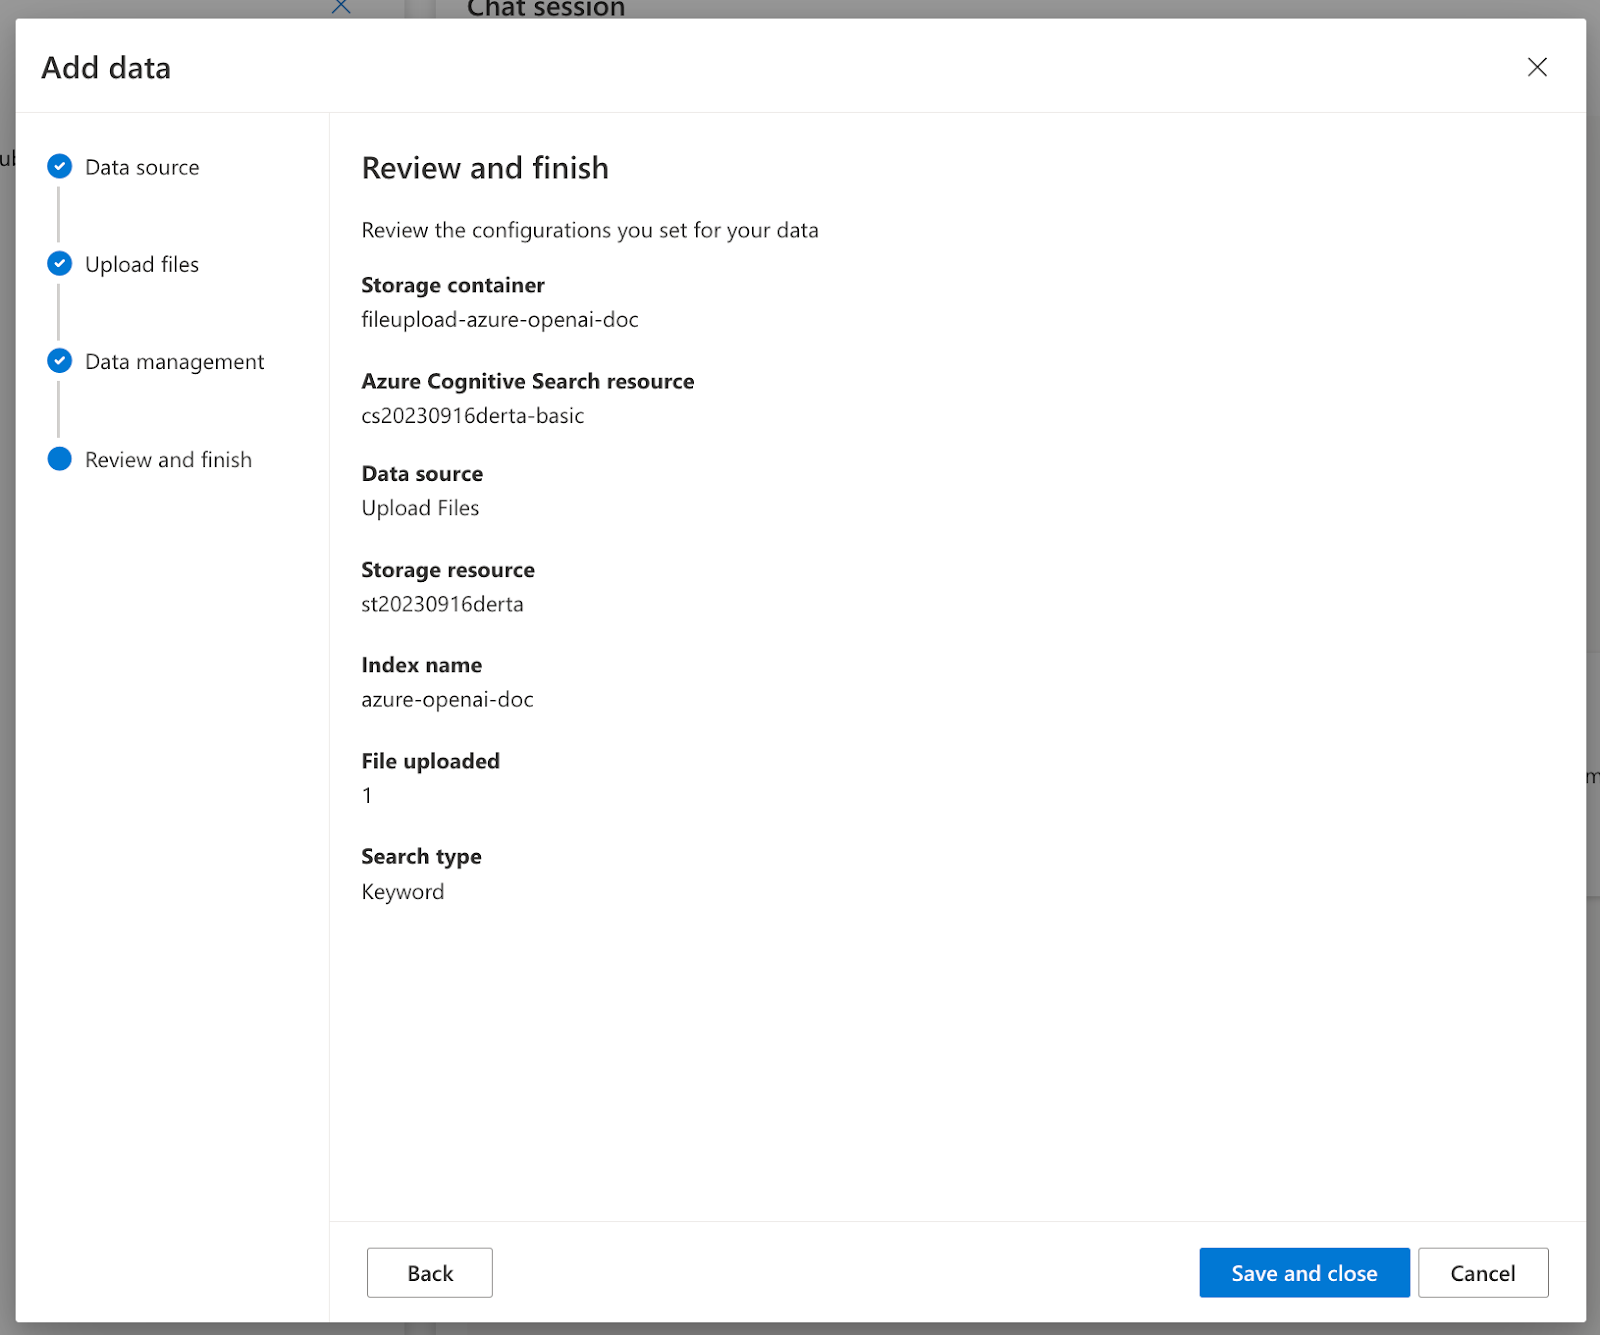 Chat session
Add data
Data source
Upload files
Data management
Review and finish
Review and finish
Review the configurations you set for your data
Storage container
fileupload-azure-openai-doc
Azure Cognitive Search resource
cs20230916derta-basic
Data source
Upload Files
Storage resource
st20230916derta
Index name
azure-openai-doc
File uploaded
1
Search type
Keyword
Back
Save and close
Cancel